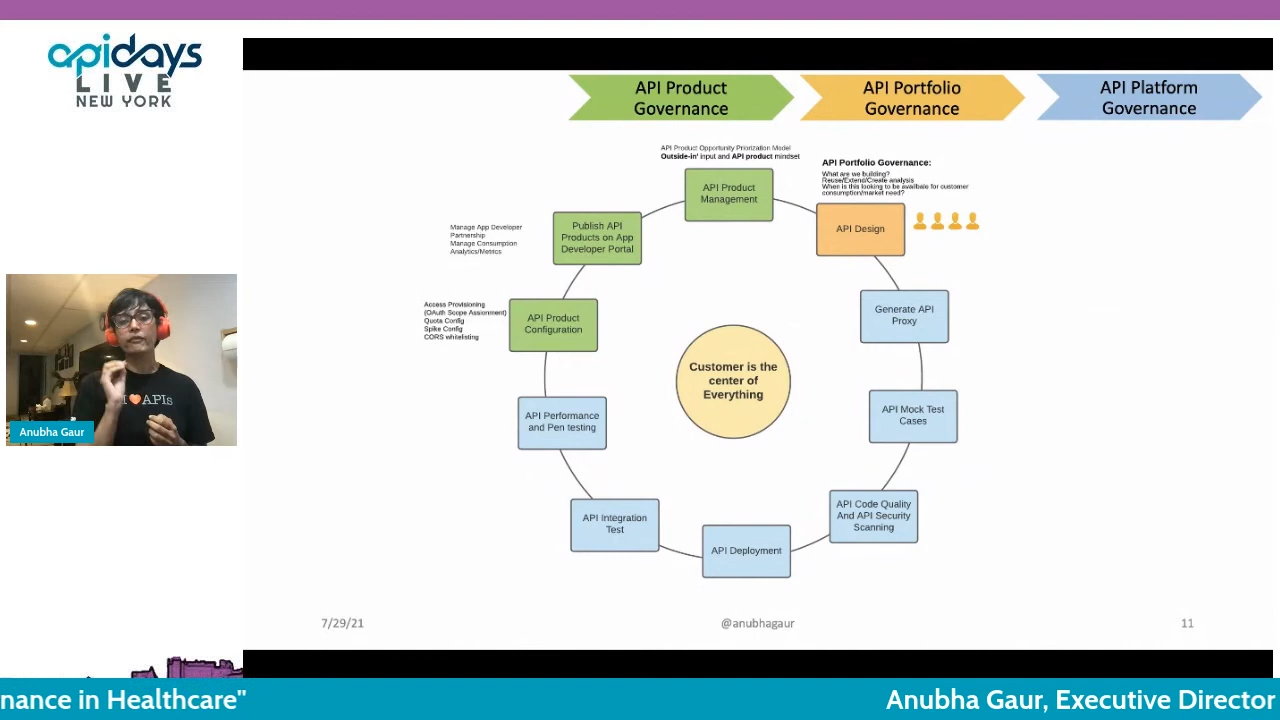 apidays
LIVE
NEW YORK
API Product
Governance
API Portfolio
Governance
API Platform
Governance
API Product Opportunity Priorization Model
Outside-in' input and API product mindset
API Portfolio Governance:
What are we building?
Reuse/Extend/Create analysis
When is this looking to be availbale for customer
consumption/market need?
API Product
Management
API Design
Generate API
Proxy
API Mock Test
Cases
API Code Quality
And API Security
Scanning
API Deployment
API Integration
Test
API Performance
and Pen testing
API Product
Configuration
Access Provisioning
(OAuth Scope Assionment)
Quota Config
Spike Config
CORS whitelisting
Publish API
Products on App
Developer Portal
Manage App Developer
Partnership
Manage Consumption
Analytics/Metrics
Customer is the
center of
Everything
I ❤ APIs
Anubha Gaur
7/29/21
@anubhagaur
11
nance in Healthcare"
Anubha Gaur, Executive Director